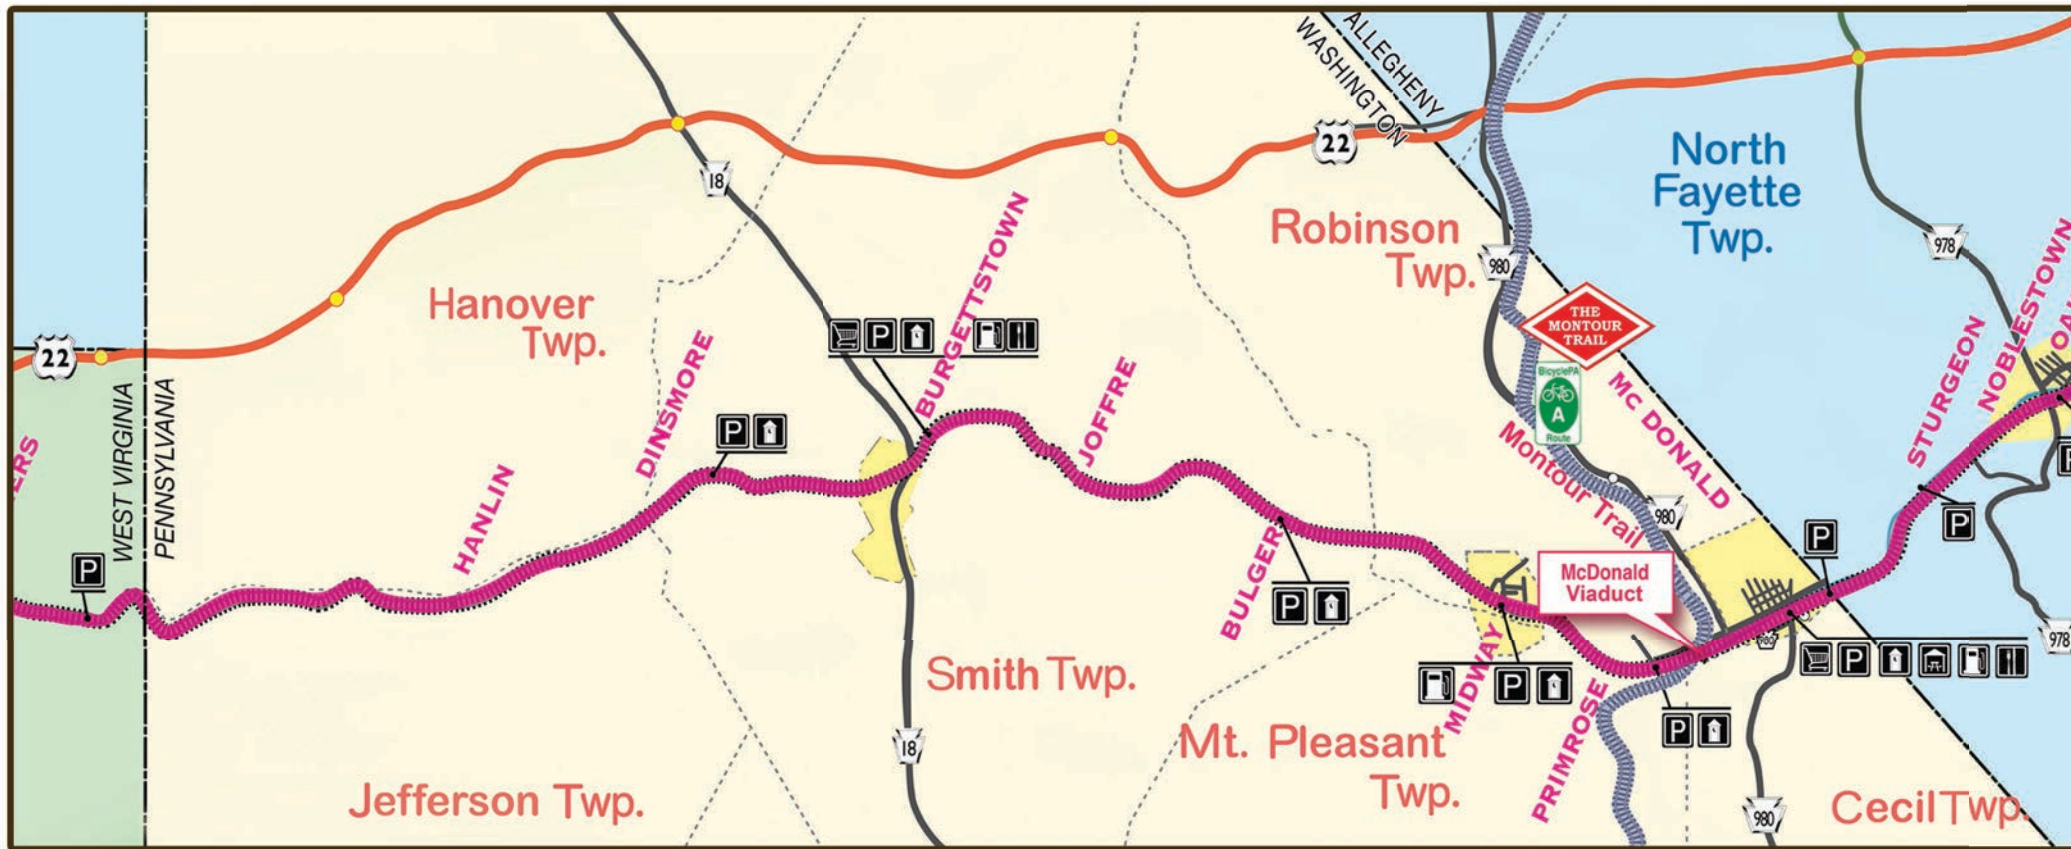 ALLEGHENY
WASHINGTON
22
North
Fayette
Twp.
18
Robinson
Twp.
980
978
Hanover
Twp.
BURGETTSTOWN
THE
MONTOUR
TRAIL
22
WEST VIRGINIA
PENNSYLVANIA
DINSMORE
P
JOFFRE
BicyclePA
A
Route
MC DONALD
STURGEON
NOBLESTOWN
P
HANLIN
Montour Trail
980
P
P
P
BULGER
P
McDonald
Viaduct
980
978
P
MIDWAY
P
P
Smith Twp.
PRIMROSE
P
18
Mt. Pleasant
Twp.
Jefferson Twp.
980
Cecil Twp.